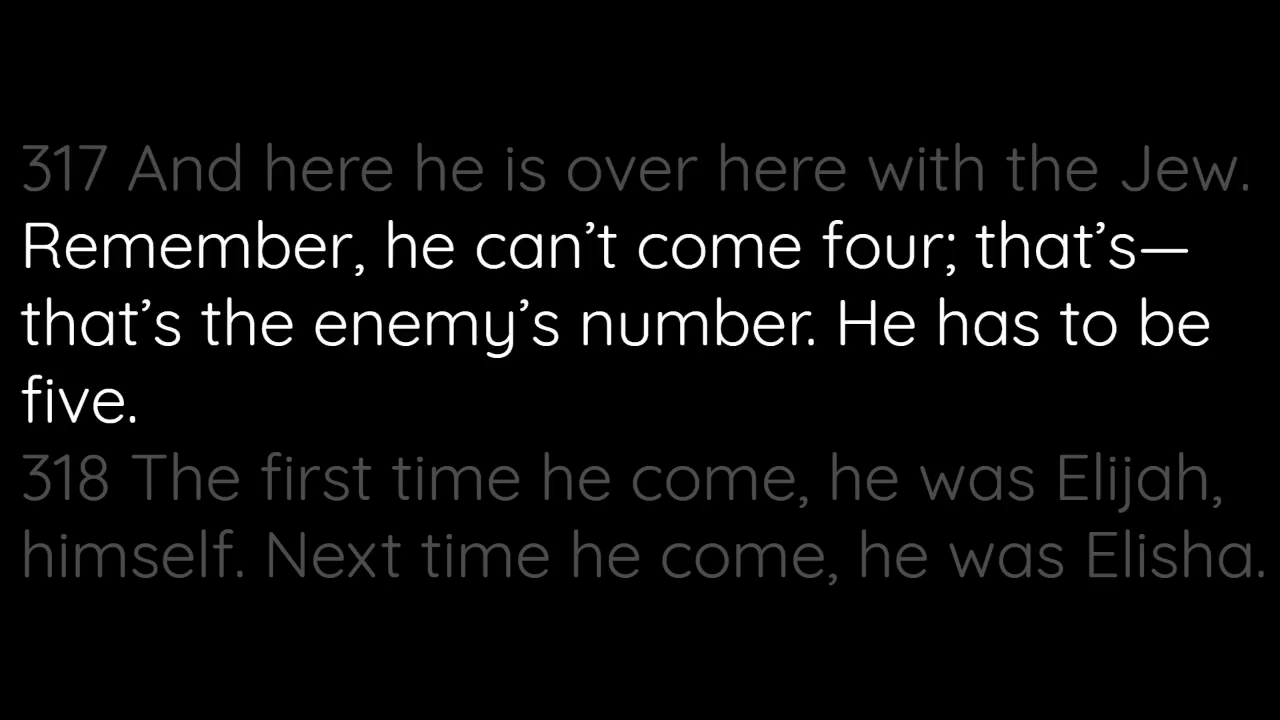 317 And here he is over here with the Jew.
Remember, he can’t come four; that’s—
that’s the enemy’s number. He has to be
five.
318 The first time he come, he was Elijah,
himself. Next time he come, he was Elisha.